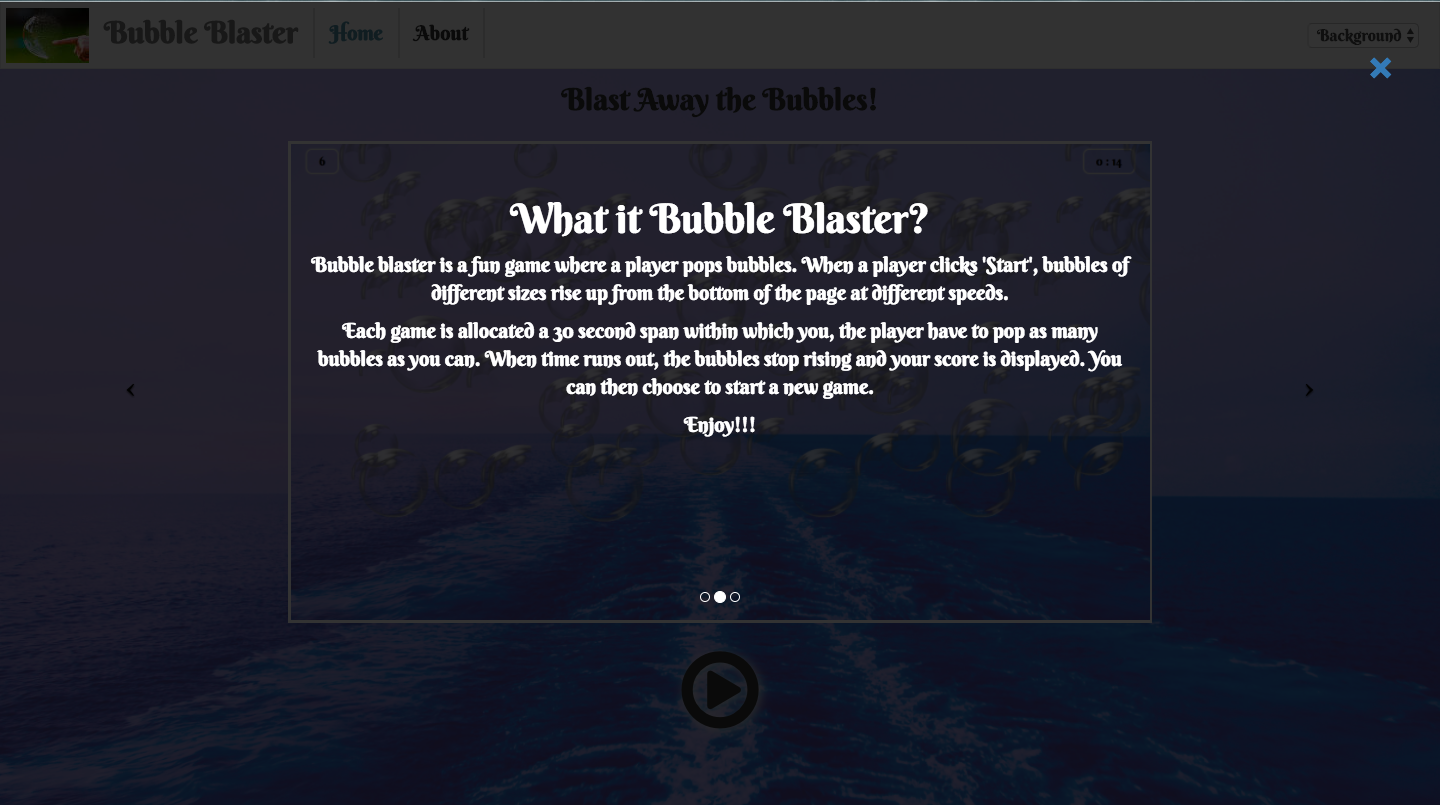 Bubble Blaster
Home
About
Background
Blast Away the Bubbles!
6
0 : 14
What it Bubble Blaster?
Bubble blaster is a fun game where a player pops bubbles. When a player clicks 'Start', bubbles of
different sizes rise up from the bottom of the page at different speeds.
Each game is allocated a 30 second span within which you, the player have to pop as many
bubbles as you can. When time runs out, the bubbles stop rising and your score is displayed. You
can then choose to start a new game.
Enjoy!!!